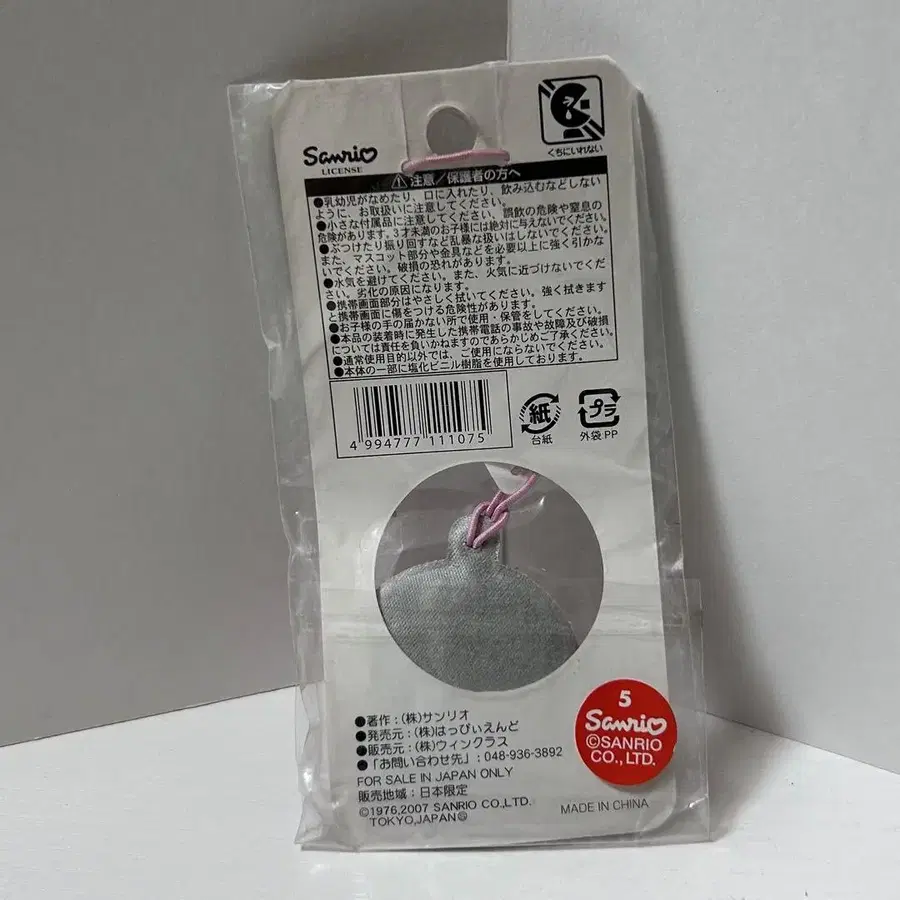 くちにいれない
Sanrio
LICENSE
注意/保護者の方へ
●乳幼児がなめたり、口に入れたり、飲み込むなどしない
ように、お取扱いに注意してください。
●小さな付属品に注意してください、誤飲の危険や窒息の
危険があります。3才未満のお子様には絶対に与えないでください。
●ぶつけたり振り回すなど乱暴な扱いはしないでください。
また、マスコット部分や金具などを必要以上に強く引かな
いでください。破損の恐れがあります。
●水気を避けてください。また、火気に近づけないでくだ
さい。劣化の原因になります。
●携帯画面部分はやさしく拭いてください。強く拭きます
と携帯画面に傷をつける危険性があります。
●お子様の手の届かない所で使用・保管をしてください。
●本品の装着時に発生した携帯電話の事故や故障及び破損
については責任を負いかねますのであらかじめご了承ください。
●通常使用目的以外では、ご使用にならないでください。
●本体の一部に塩化ビニル樹脂を使用しております。
4 994777 111075
紙
台紙
プラ
外袋 PP
●著作：(株)サンリオ
●発売元：(株)はっぴぃえんど
●販売元：(株)ウィンクラス
●「お問い合わせ先」：048-936-3892
FOR SALE IN JAPAN ONLY
販売地域：日本限定
©1976,2007 SANRIO CO.,LTD.
TOKYO,JAPAN Ⓛ
MADE IN CHINA
5
Sanrio
©SANRIO
CO., LTD.